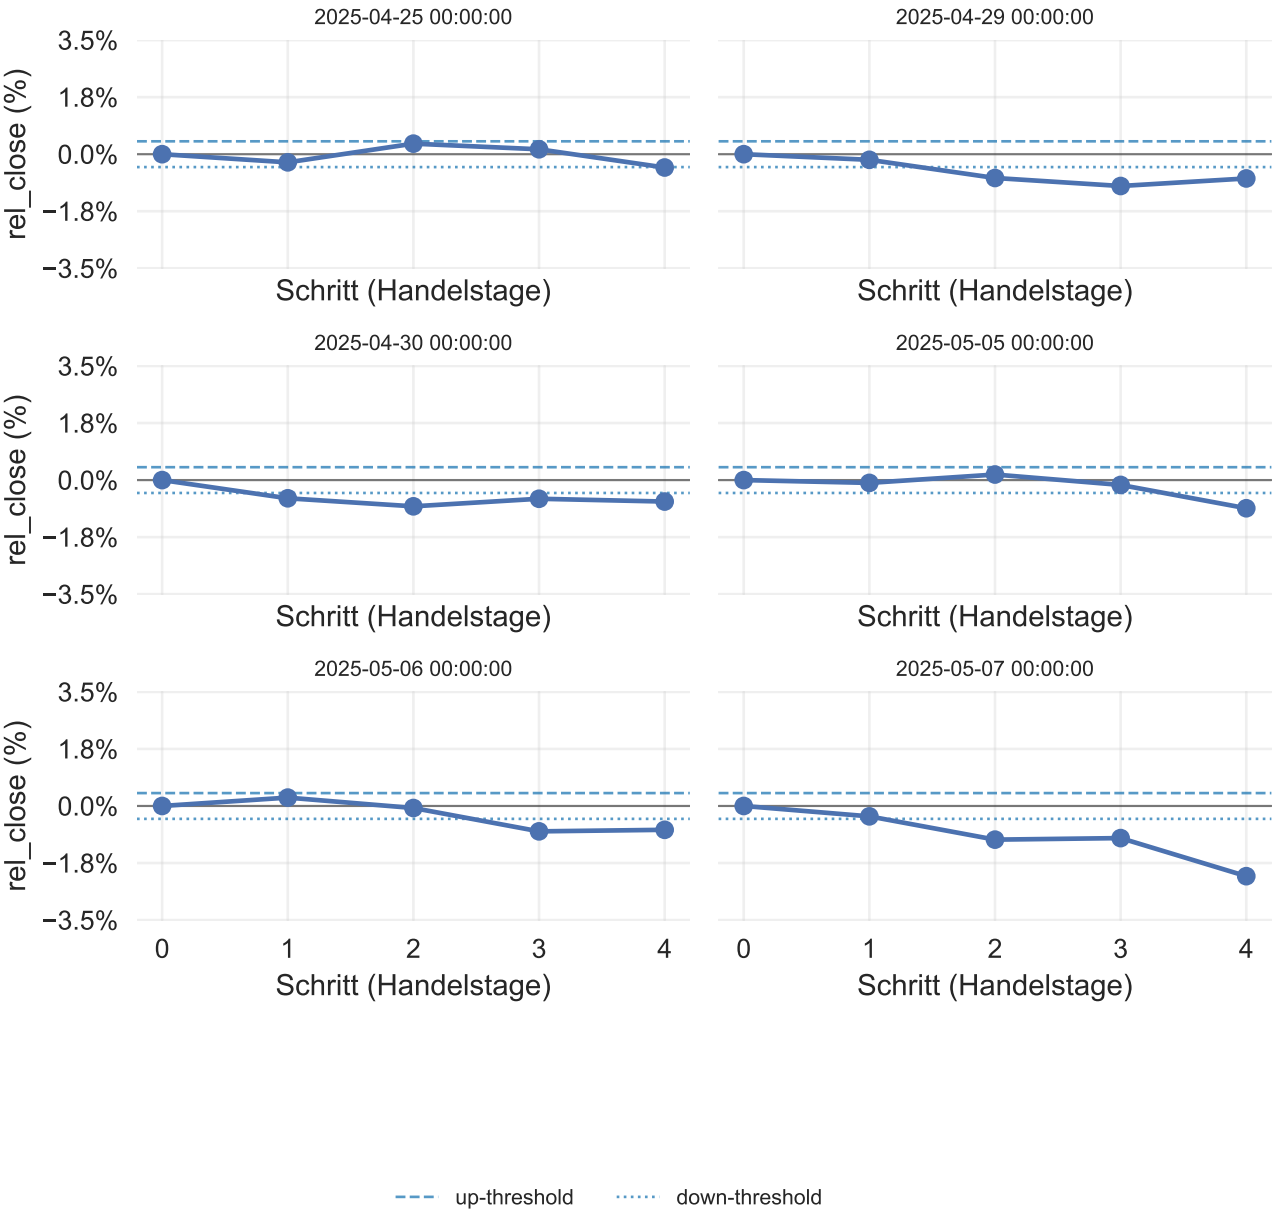 2025-04-25 00:00:00
2025-04-29 00:00:00
3.5%
1.8%
0.0%
−1.8%
−3.5%
rel_close (%)
Schritt (Handelstage)
Schritt (Handelstage)
2025-04-30 00:00:00
2025-05-05 00:00:00
3.5%
1.8%
0.0%
−1.8%
−3.5%
rel_close (%)
Schritt (Handelstage)
Schritt (Handelstage)
2025-05-06 00:00:00
2025-05-07 00:00:00
3.5%
1.8%
0.0%
−1.8%
−3.5%
rel_close (%)
0 1 2 3 4
0 1 2 3 4
Schritt (Handelstage)
Schritt (Handelstage)
up-threshold
down-threshold